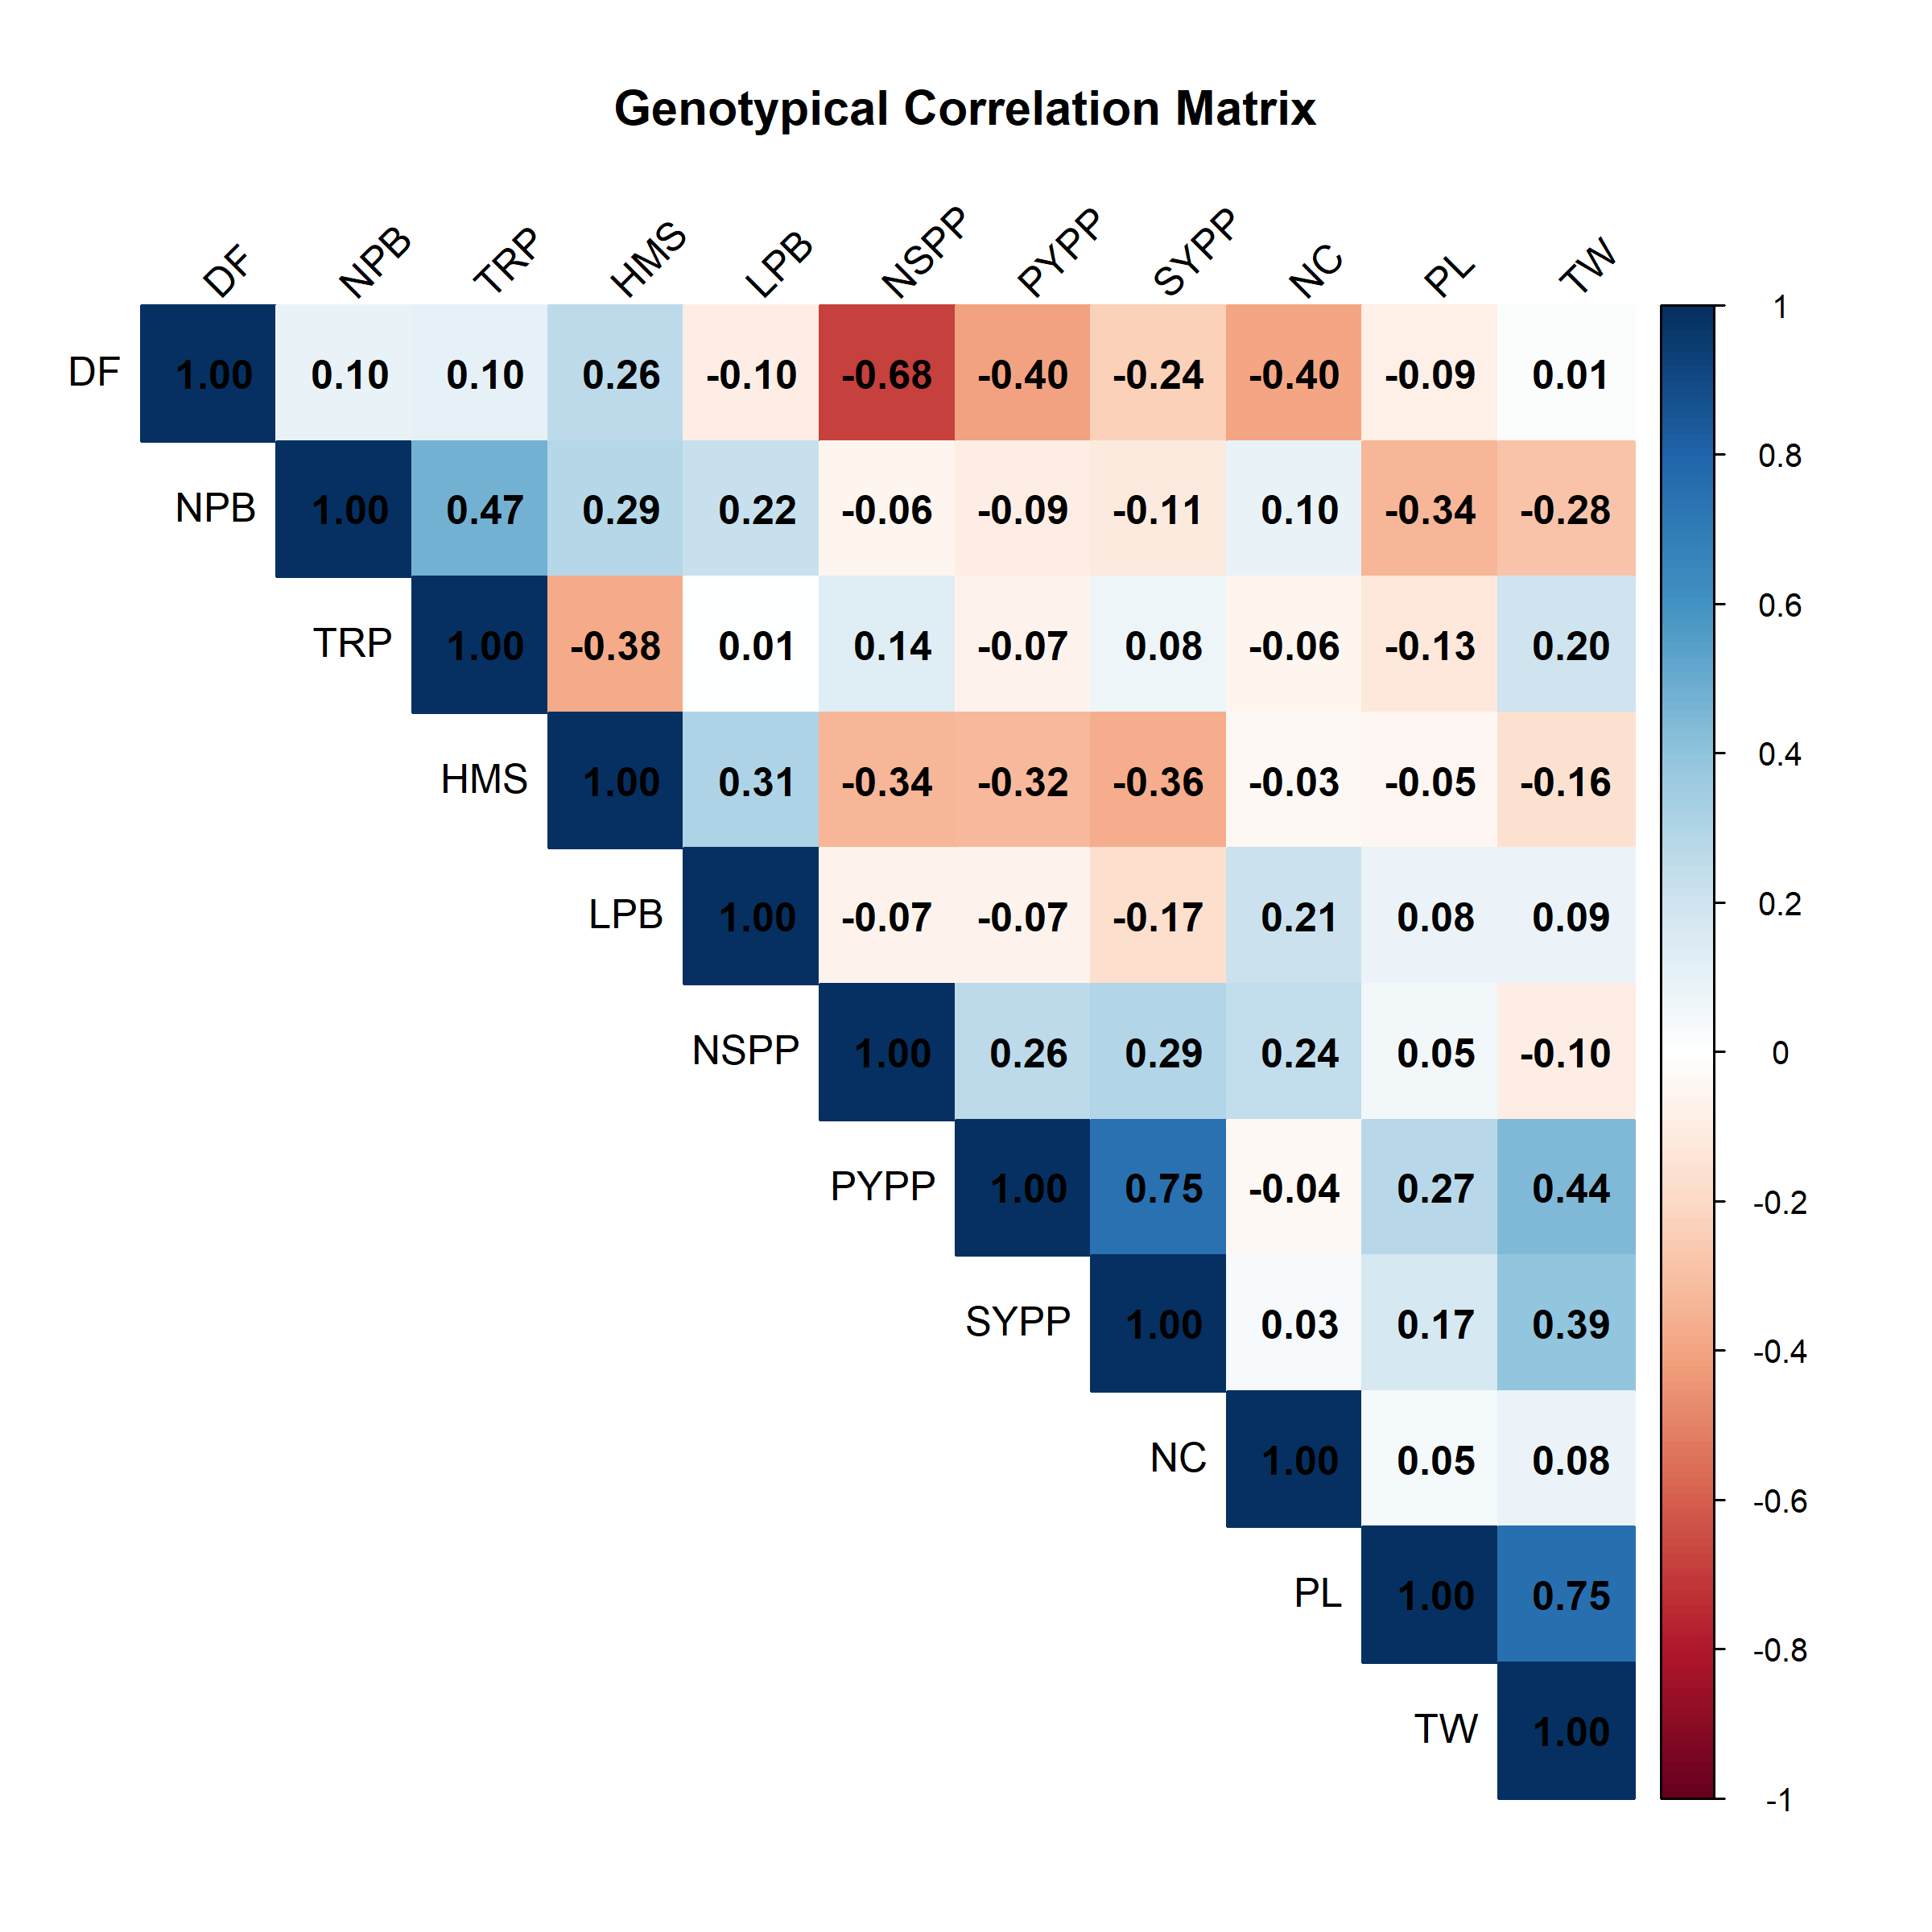 Genotypical Correlation Matrix
DF NPB TRP HMS LPB NSPP PYPP SYPP NC PL TW
DF 1.00 0.10 0.10 0.26 -0.10 -0.68 -0.40 -0.24 -0.40 -0.09 0.01
NPB 1.00 0.47 0.29 0.22 -0.06 -0.09 -0.11 0.10 -0.34 -0.28
TRP 1.00 -0.38 0.01 0.14 -0.07 0.08 -0.06 -0.13 0.20
HMS 1.00 0.31 -0.34 -0.32 -0.36 -0.03 -0.05 -0.16
LPB 1.00 -0.07 -0.07 -0.17 0.21 0.08 0.09
NSPP 1.00 0.26 0.29 0.24 0.05 -0.10
PYPP 1.00 0.75 -0.04 0.27 0.44
SYPP 1.00 0.03 0.17 0.39
NC 1.00 0.05 0.08
PL 1.00 0.75
TW 1.00
1
0.8
0.6
0.4
0.2
0
-0.2
-0.4
-0.6
-0.8
-1